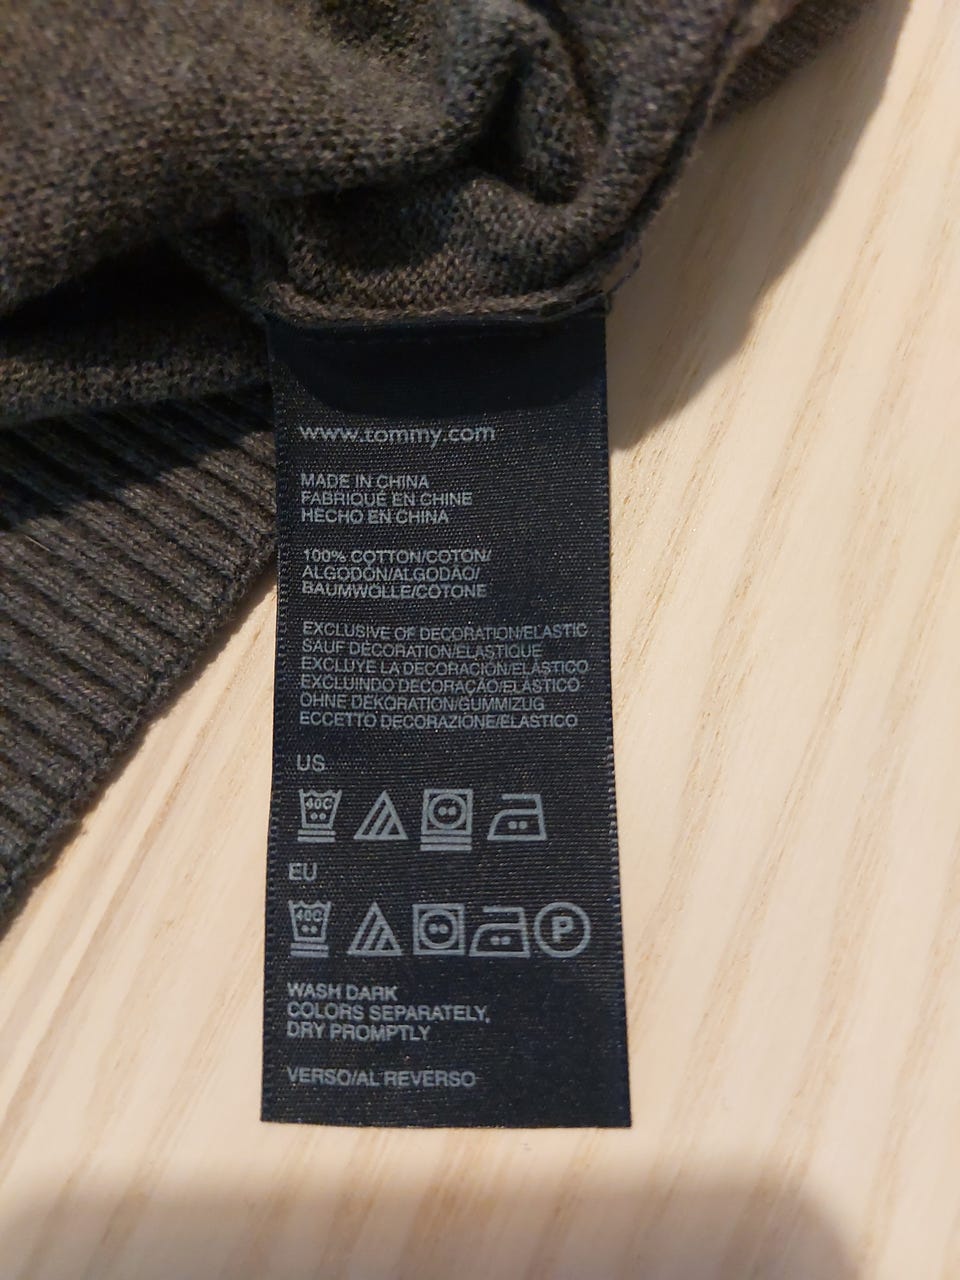 www.tommy.com
MADE IN CHINA
FABRIQUÉ EN CHINE
HECHO EN CHINA
100% COTTON/COTON/
ALGODÓN/ALGODÃO/
BAUMWOLLE/COTONE
EXCLUSIVE OF DECORATION/ELASTIC
SAUF DÉCORATION/ELASTIQUE
EXCLUYE LA DECORACIÓN/ELÁSTICO
EXCLUINDO DECORAÇÃO/ELÁSTICO
OHNE DEKORATION/GUMMIZUG
ECCETTO DECORAZIONE/ELASTICO
US
40C
EU
40C P
WASH DARK
COLORS SEPARATELY,
DRY PROMPTLY
VERSO/AL REVERSO